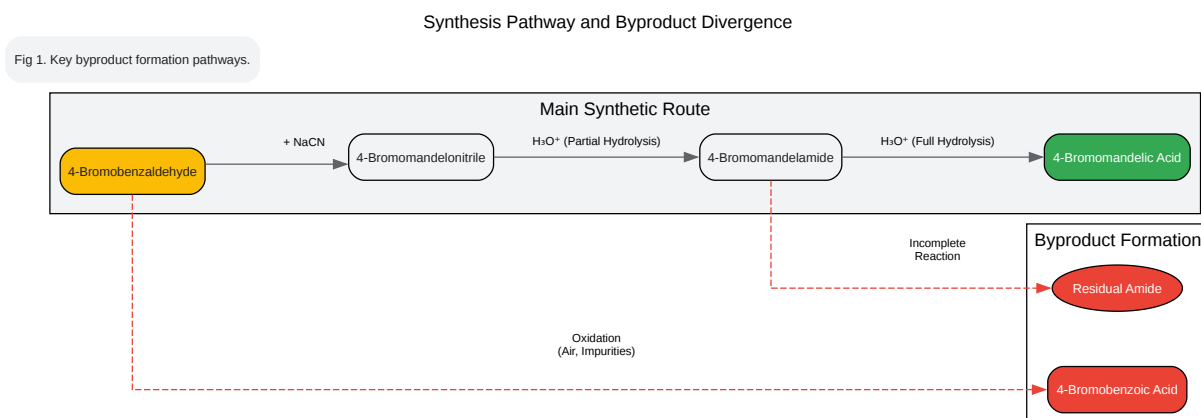 Synthesis Pathway and Byproduct Divergence
Fig 1. Key byproduct formation pathways.
Main Synthetic Route
4-Bromobenzaldehyde
+ NaCN
4-Bromomandelonitrile
H₃O⁺ (Partial Hydrolysis)
4-Bromomandelamide
H₃O⁺ (Full Hydrolysis)
4-Bromomandelic Acid
Byproduct Formation
Incomplete
Reaction
Residual Amide
Oxidation
(Air, Impurities)
4-Bromobenzoic Acid